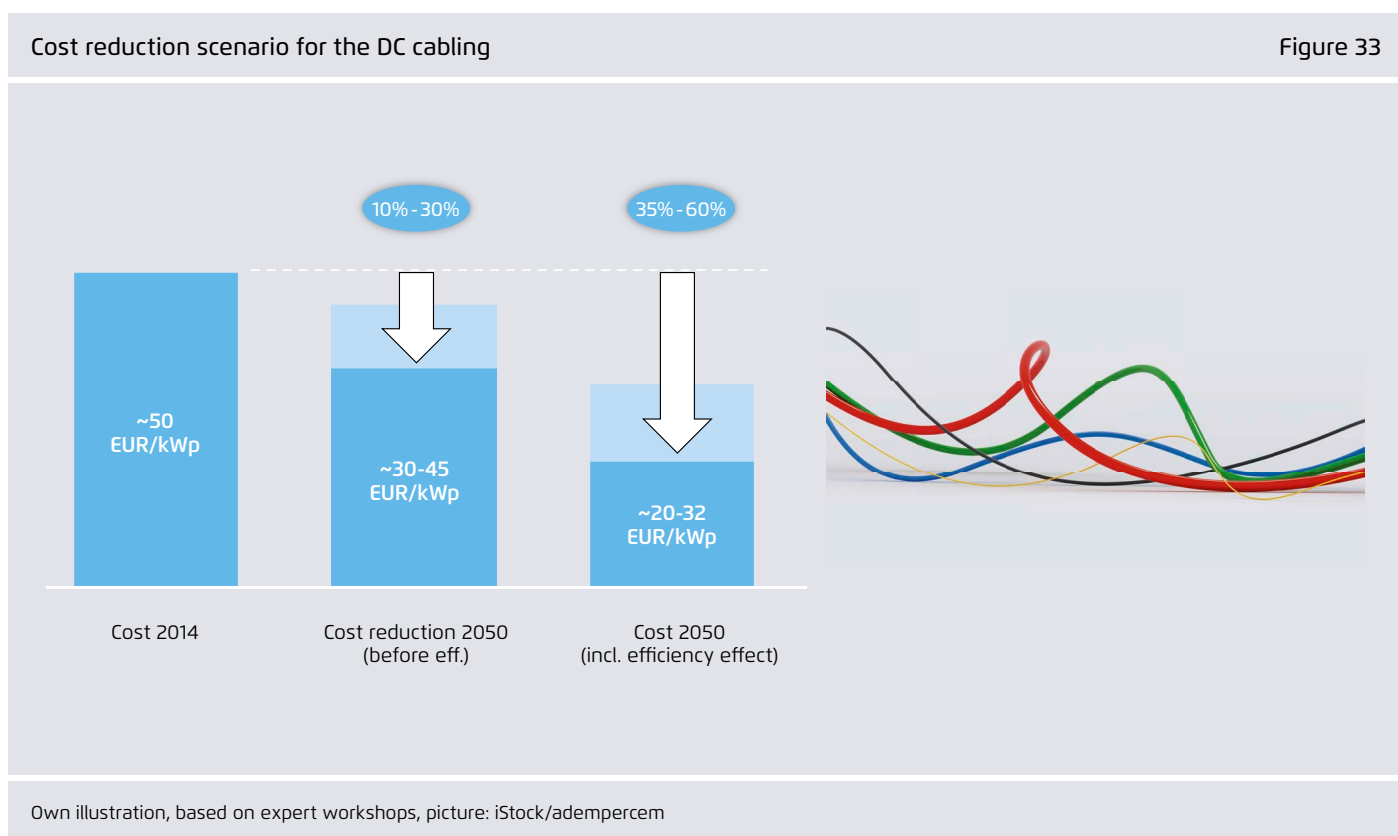 Cost reduction scenario for the DC cabling
Figure 33
10%-30%
35%-60%
~50
EUR/kWp
~30-45
EUR/kWp
~20-32
EUR/kWp
Cost 2014
Cost reduction 2050
(before eff.)
Cost 2050
(incl. efficiency effect)
Own illustration, based on expert workshops, picture: iStock/adempercem